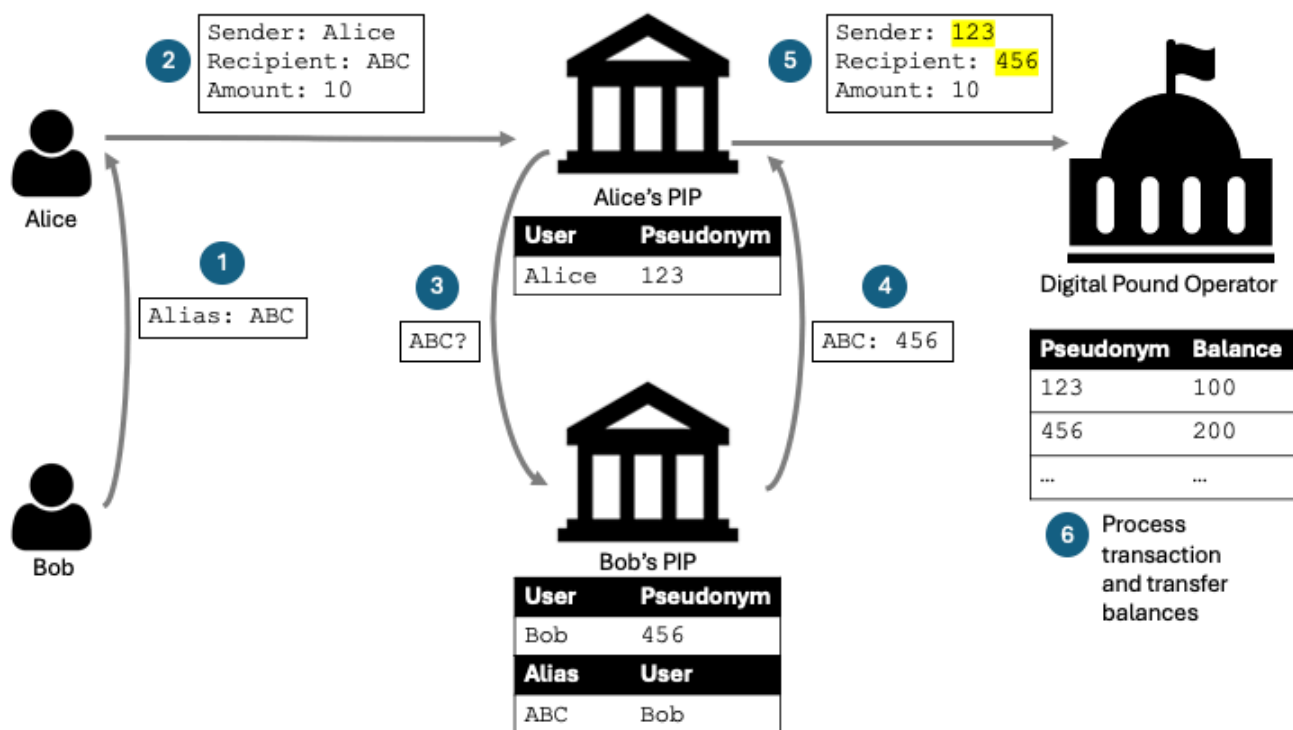 2
Sender: Alice
Recipient: ABC
Amount: 10
5
Sender: 123
Recipient: 456
Amount: 10
Alice
Alice's PIP
User Pseudonym
Alice 123
Digital Pound Operator
1
Alias: ABC
3
ABC?
4
ABC: 456
Pseudonym Balance
123 100
456 200
... ...
Bob
Bob's PIP
User Pseudonym
Bob 456
Alias User
ABC Bob
6
Process
transaction
and transfer
balances